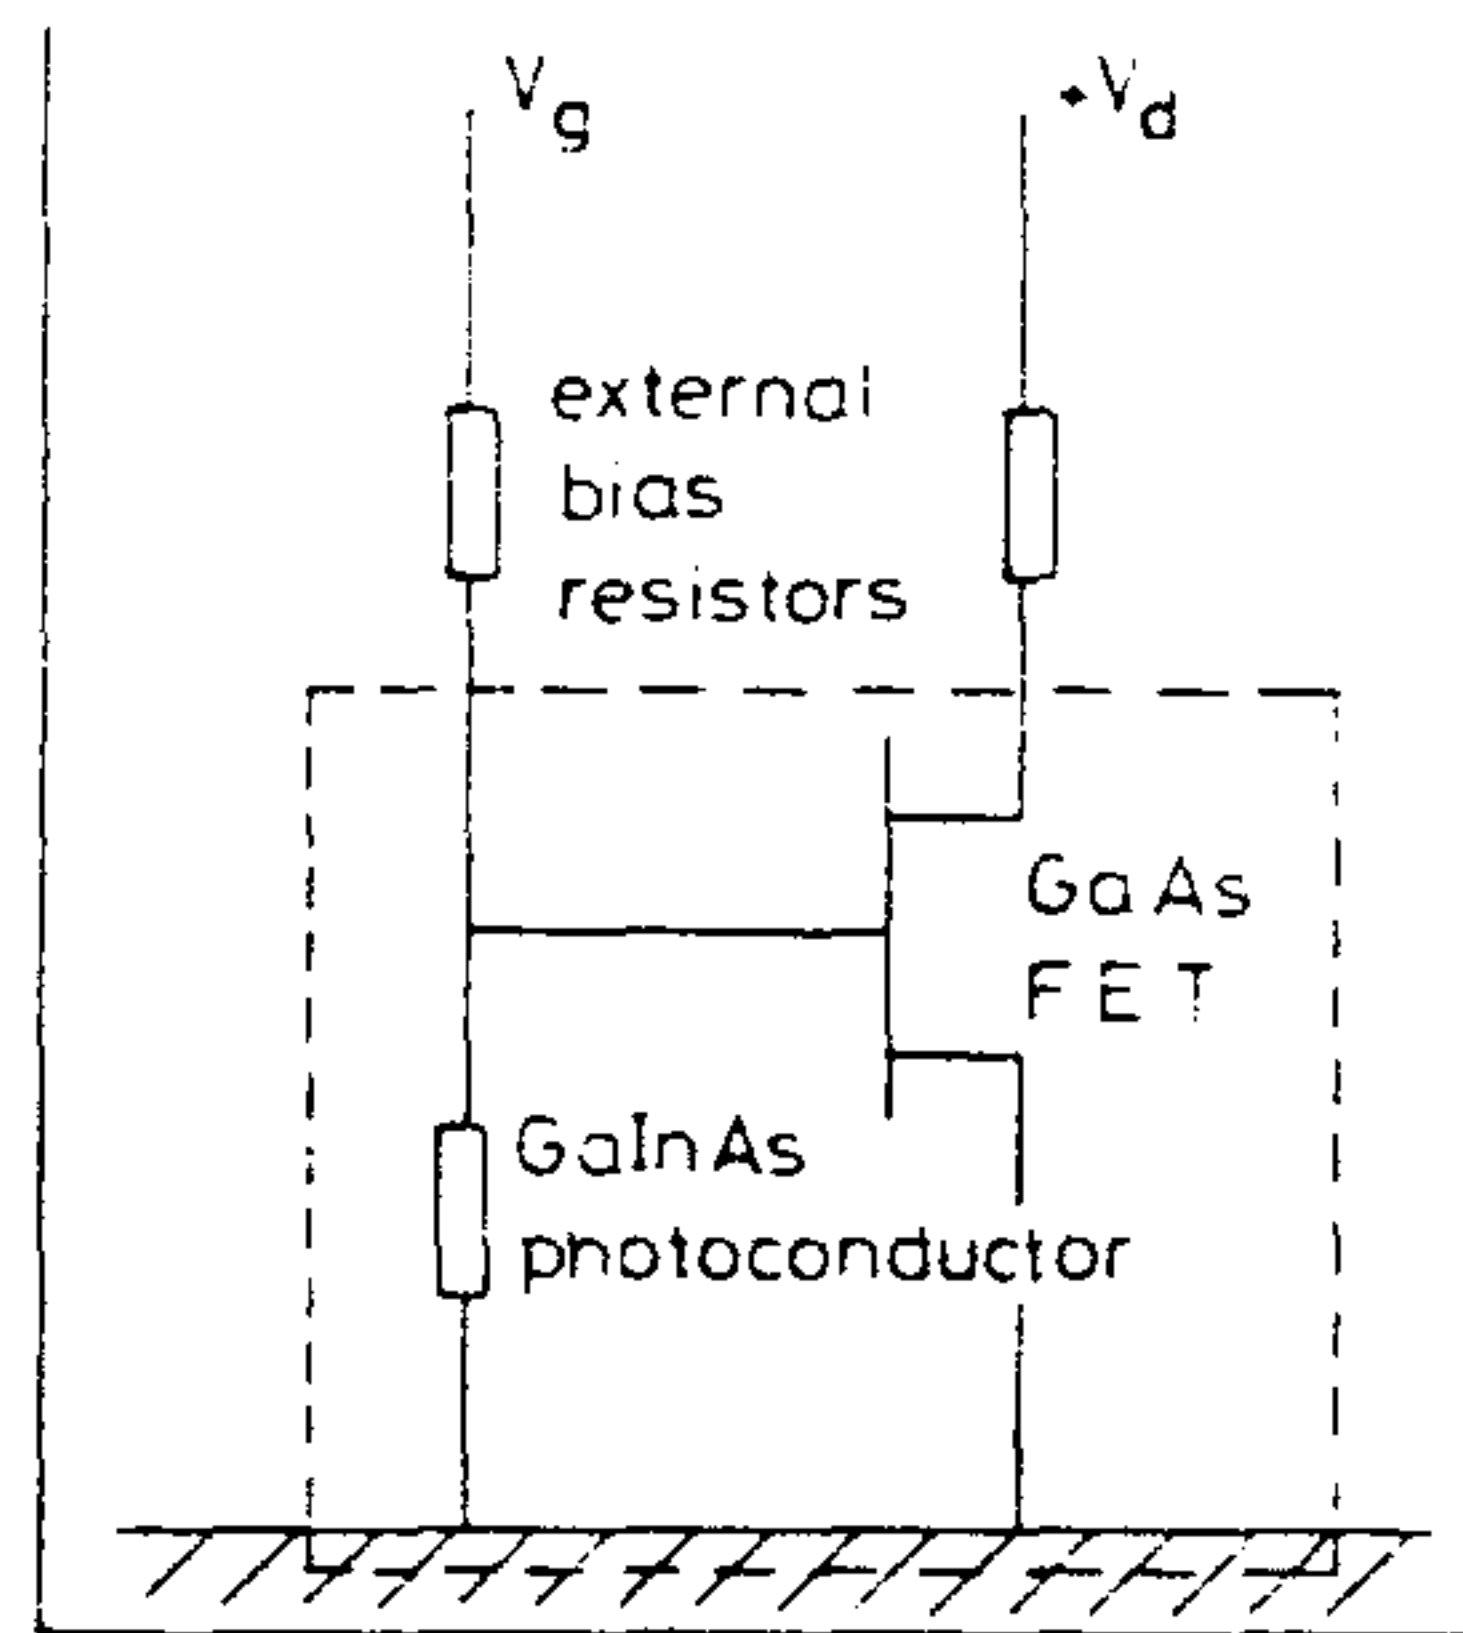 Vg
Vd
external
bias
resistors
GaAs
FET
GaInAs
photoconductor